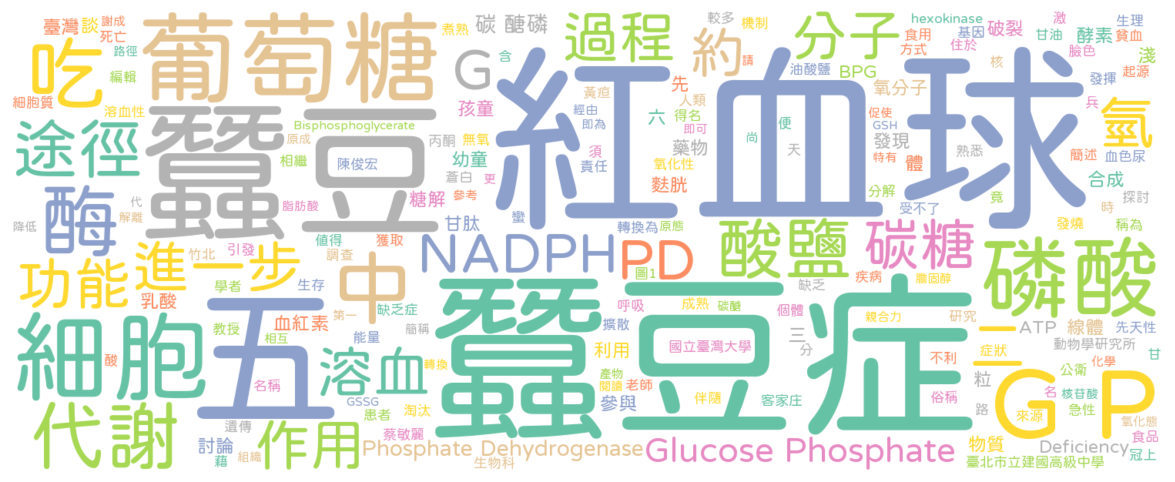 謝成
臺灣 談
死亡
路徑
吃
編輯
細胞質
溶血性
葡萄糖
煮熟
碳 醣磷
G
含
過程
分子
約
較多
機制
請
hexokinase
破裂
激
生理
基因
甘油
酵素
貧血
食用
住於
臉色
淺
方式
油酸鹽
BPG
核
發揮
起源
兵
氫
途徑
蠶豆
紅血球
Bisphosphoglycerate
原成
相繼
陳俊宏
丙酮
無氧
幼童
蒼白
更
孩童
黃疸
經由
即為
須
責任
先
人類
六
得名
即可
藥物
氧化性
麩胱
尚
便
天
氧分子
促使
GSH
發現
特有
體
熟悉
簡述
血色尿
合成
探討
分解
竟
時
稱為
受不了
發燒
酶
代
解離
降低
脂肪酸
參考
糖解
甘肽
蠻
轉換為
原態
功能
進一步
竹北
引發
值得
調查
獲取
中
NADPH
PD
圖1
酸鹽
碳糖
膽固醇
疾病
磷酸
乳酸
學者
生存
缺乏症
教授
血紅素
第一
能量
簡稱
相互
細胞
五
酸
溶血
轉換
名稱
GSSG
患者
淘汰
遺傳
蔡敏麗
蠶豆症
呼吸
成熟
碳醣
缺乏
個體
擴散
三
分
利用
國立臺灣大學
親合力
研究
產物
閱讀
老師
參與
伴隨
客家庄
不利
症狀
俗稱
一
ATP
線體
先天性
動物學研究所
化學
甘
粒
公衛
GP
路
名
核苷酸
來源
急性
氧化態
食品
物質
Deficiency
冠上
臺北市立建國高級中學
代謝
作用
討論
藉
組織
Phosphate Dehydrogenase
生物科
Glucose Phosphate